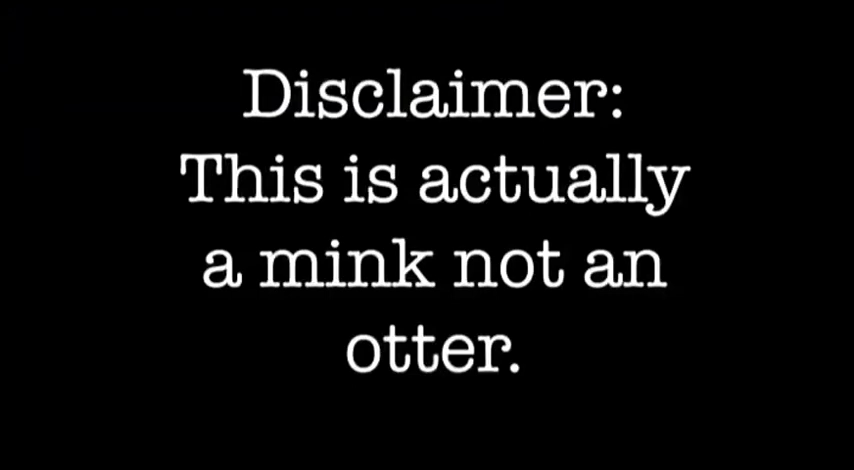 Disclaimer:
This is actually
a mink not an
otter.